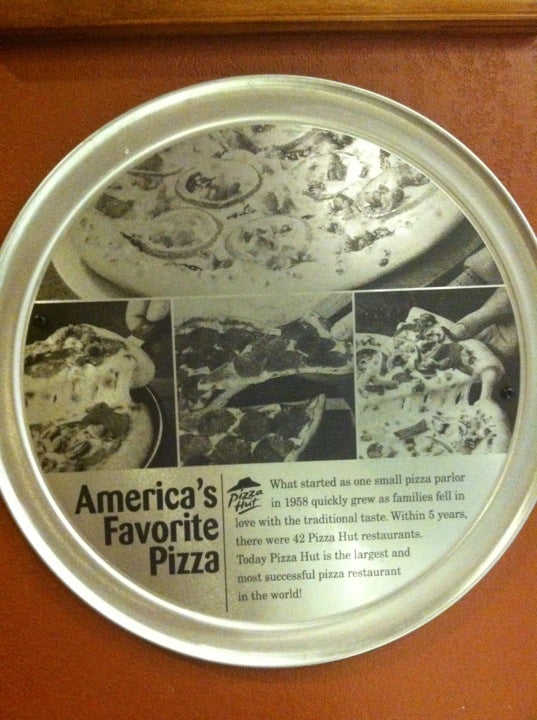 America's
Favorite
Pizza
Pizza
Hut
What started as one small pizza parlor
in 1958 quickly grew as families fell in
love with the traditional taste. Within 5 years,
there were 42 Pizza Hut restaurants.
Today Pizza Hut is the largest and
most successful pizza restaurant
in the world!